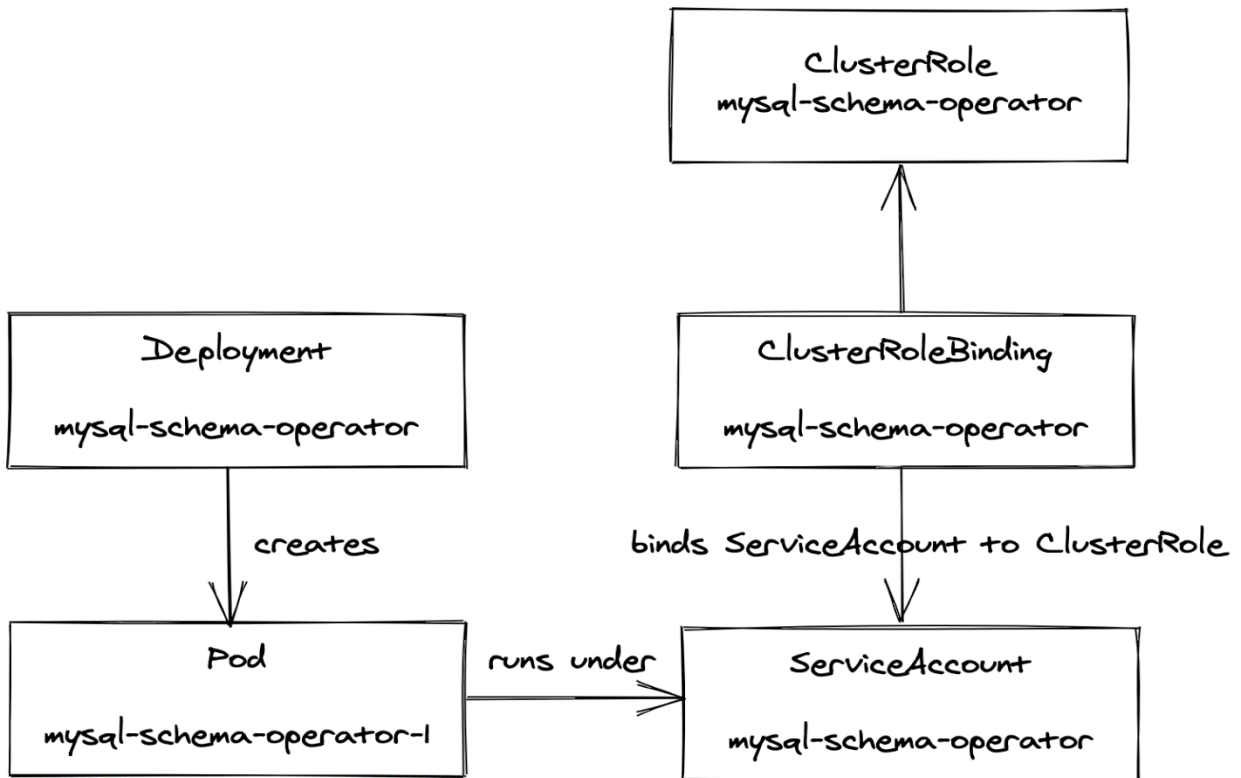 ClusterRole
mysql-schema-operator
Deployment
mysql-schema-operator
ClusterRoleBinding
mysql-schema-operator
creates
binds ServiceAccount to ClusterRole
Pod
mysql-schema-operator-1
runs under
ServiceAccount
mysql-schema-operator